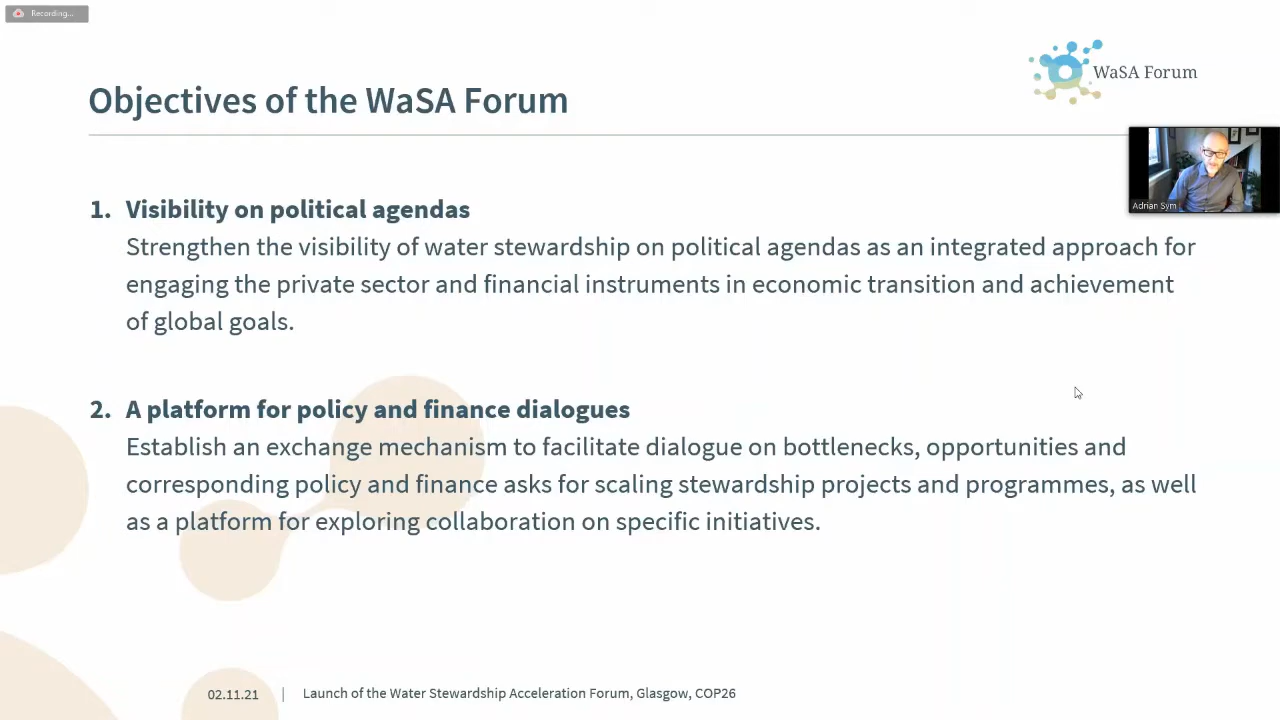 Recording...
WaSA Forum
Objectives of the WaSA Forum
Adrian Sym
1. Visibility on political agendas
Strengthen the visibility of water stewardship on political agendas as an integrated approach for
engaging the private sector and financial instruments in economic transition and achievement
of global goals.
2. A platform for policy and finance dialogues
Establish an exchange mechanism to facilitate dialogue on bottlenecks, opportunities and
corresponding policy and finance asks for scaling stewardship projects and programmes, as well
as a platform for exploring collaboration on specific initiatives.
02.11.21 | Launch of the Water Stewardship Acceleration Forum, Glasgow, COP26